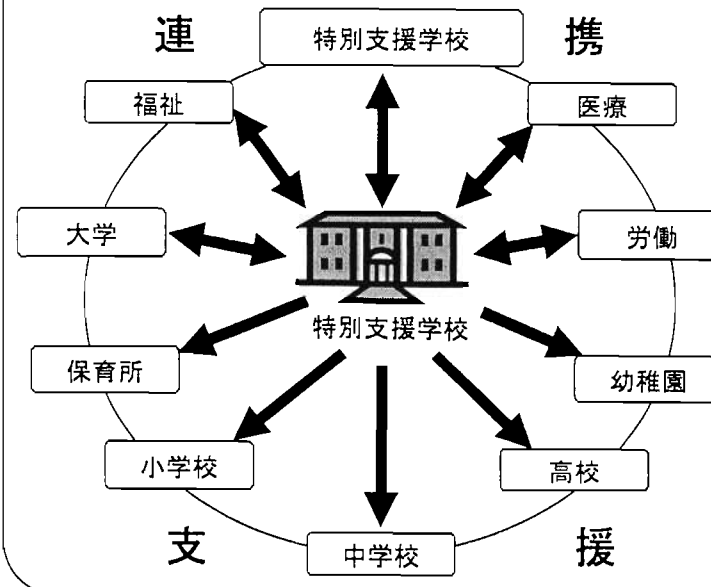 連
特別支援学校
携
福祉
医療
大学
労働
特別支援学校
保育所
幼稚園
小学校
高校
支
中学校
援